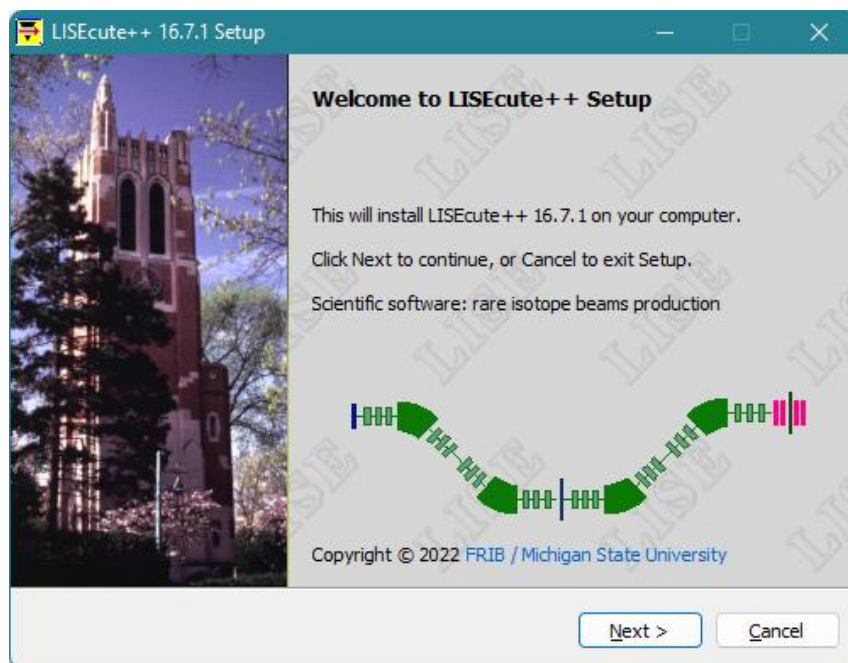 LISEcute++ 16.7.1 Setup
Welcome to LISEcute++ Setup
This will install LISEcute++ 16.7.1 on your computer.
Click Next to continue, or Cancel to exit Setup.
Scientific software: rare isotope beams production
Copyright © 2022 FRIB / Michigan State University
Next >
Cancel
LISE